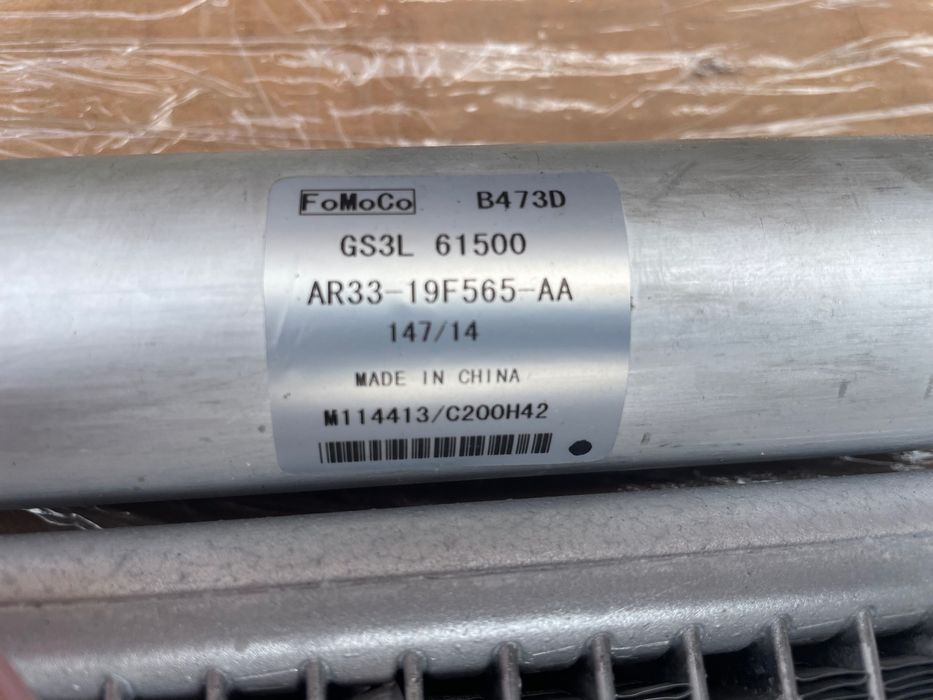 FoMoCo B473D
GS3L 61500
AR33-19F565-AA
147/14
MADE IN CHINA
M114413/C200H42